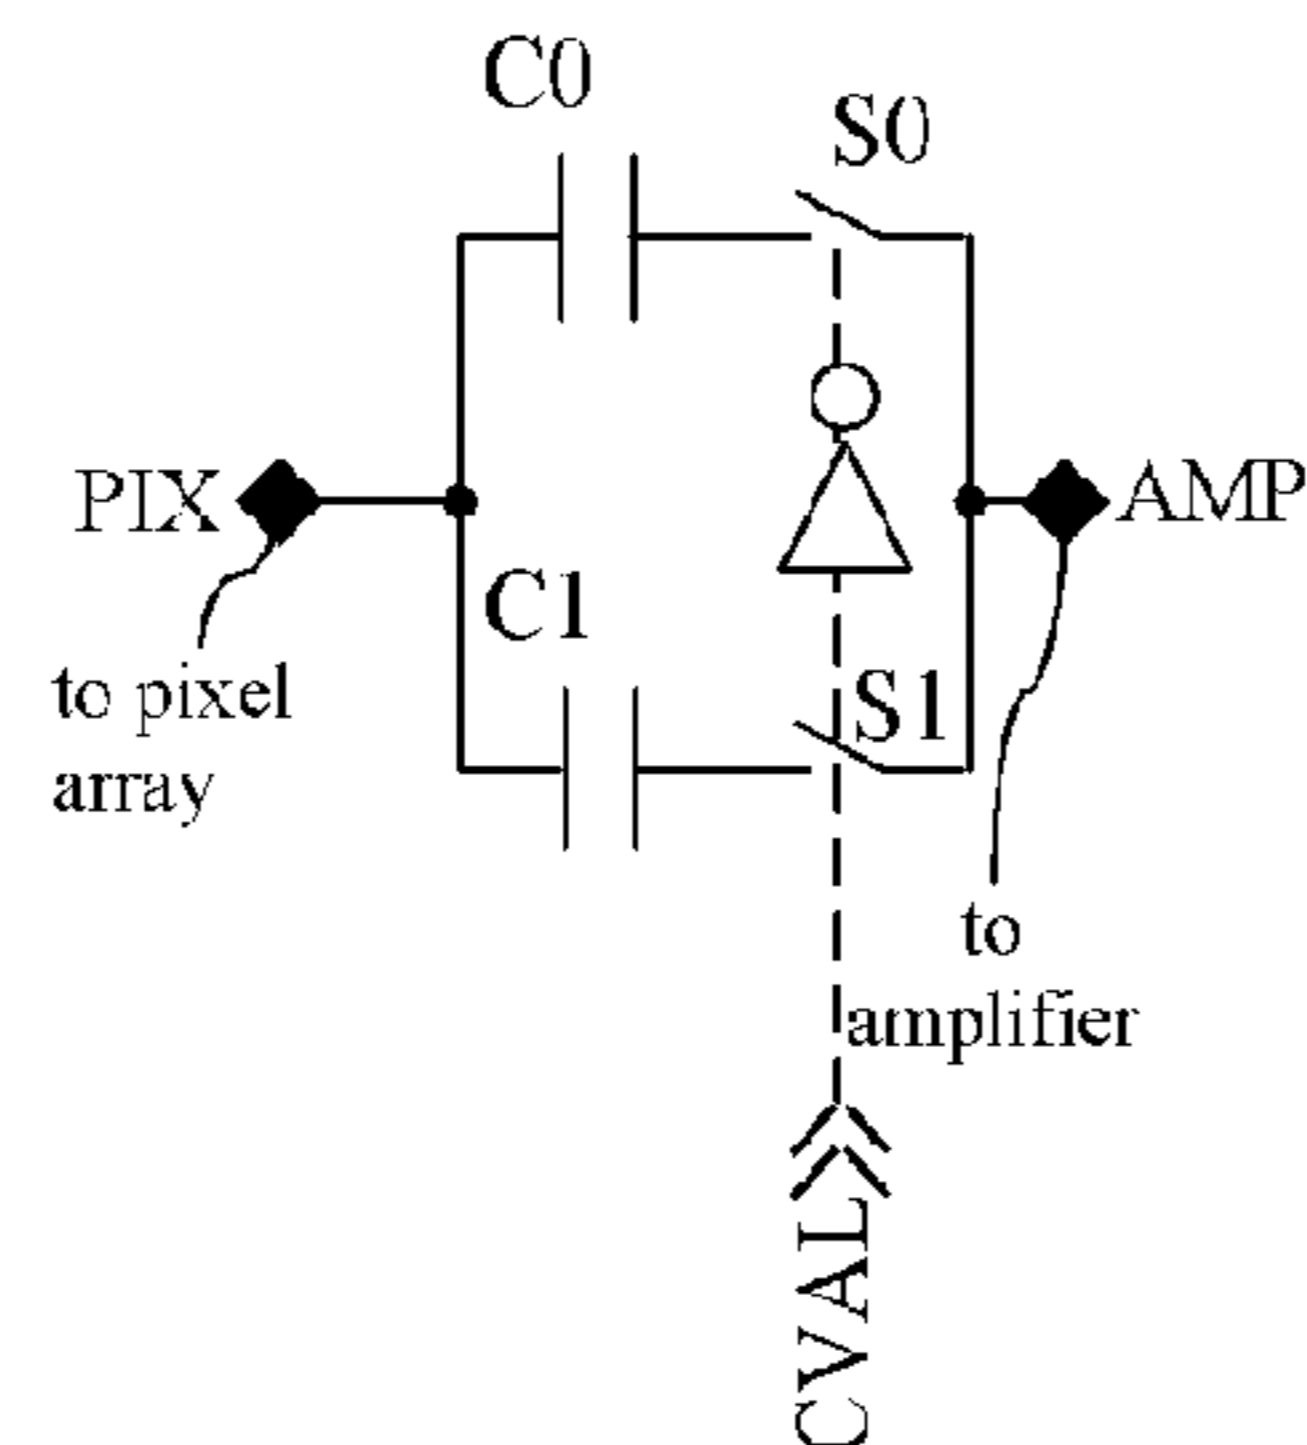 C0
S0
PIX
AMP
C1
to pixel
array
S1
to
amplifier
CVAL